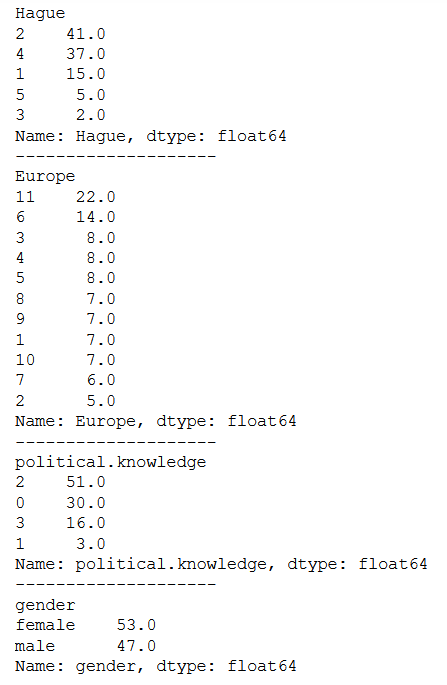 Hague
2    41.0
4    37.0
1    15.0
5     5.0
3     2.0
Name: Hague, dtype: float64
--------------------
Europe
11    22.0
6     14.0
3      8.0
4      8.0
5      8.0
8      7.0
9      7.0
1      7.0
10     7.0
7      6.0
2      5.0
Name: Europe, dtype: float64
--------------------
political.knowledge
2    51.0
0    30.0
3    16.0
1     3.0
Name: political.knowledge, dtype: float64
--------------------
gender
female    53.0
male      47.0
Name: gender, dtype: float64